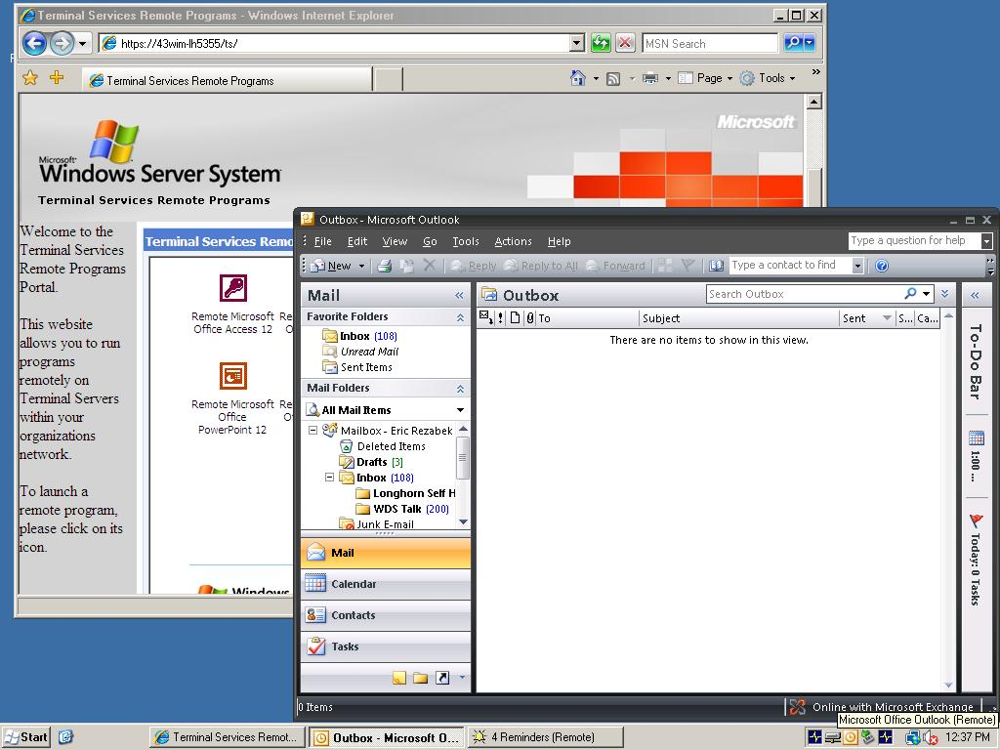 Terminal Services Remote Programs - Windows Internet Explorer
https://43wim-lh5355/ts/
MSN Search
Terminal Services Remote Programs
Page
Tools
»
Microsoft
Microsoft
Windows Server System
Terminal Services Remote Programs
Welcome to the
Terminal Services
Remote Programs
Portal.
This website
allows you to run
programs
remotely on
Terminal Servers
within your
organizations
network.
To launch a
remote program,
please click on its
icon.
Terminal Services Remo
Remote Microsoft
Office Access 12
Re
O
Remote Microsoft
Office
PowerPoint 12
Re
O
Windows
Outbox - Microsoft Outlook
File Edit View Go Tools Actions Help
Type a question for help
New
Reply
Reply to All
Forward
Type a contact to find
Mail
«
Favorite Folders
Inbox (108)
Unread Mail
Sent Items
Mail Folders
All Mail Items
Mailbox - Eric Rezabek
Deleted Items
Drafts [3]
Inbox (108)
Longhorn Self H
WDS Talk (200)
Junk E-mail
Mail
Calendar
Contacts
Tasks
Outbox
Search Outbox
To
Subject
Sent
S...
Ca...
There are no items to show in this view.
«
To-Do Bar
1:00 ...
Today: 0 Tasks
0 Items
Online with Microsoft Exchange
Microsoft Office Outlook (Remote)
Start
Terminal Services Remot...
Outbox - Microsoft O...
4 Reminders (Remote)
12:37 PM